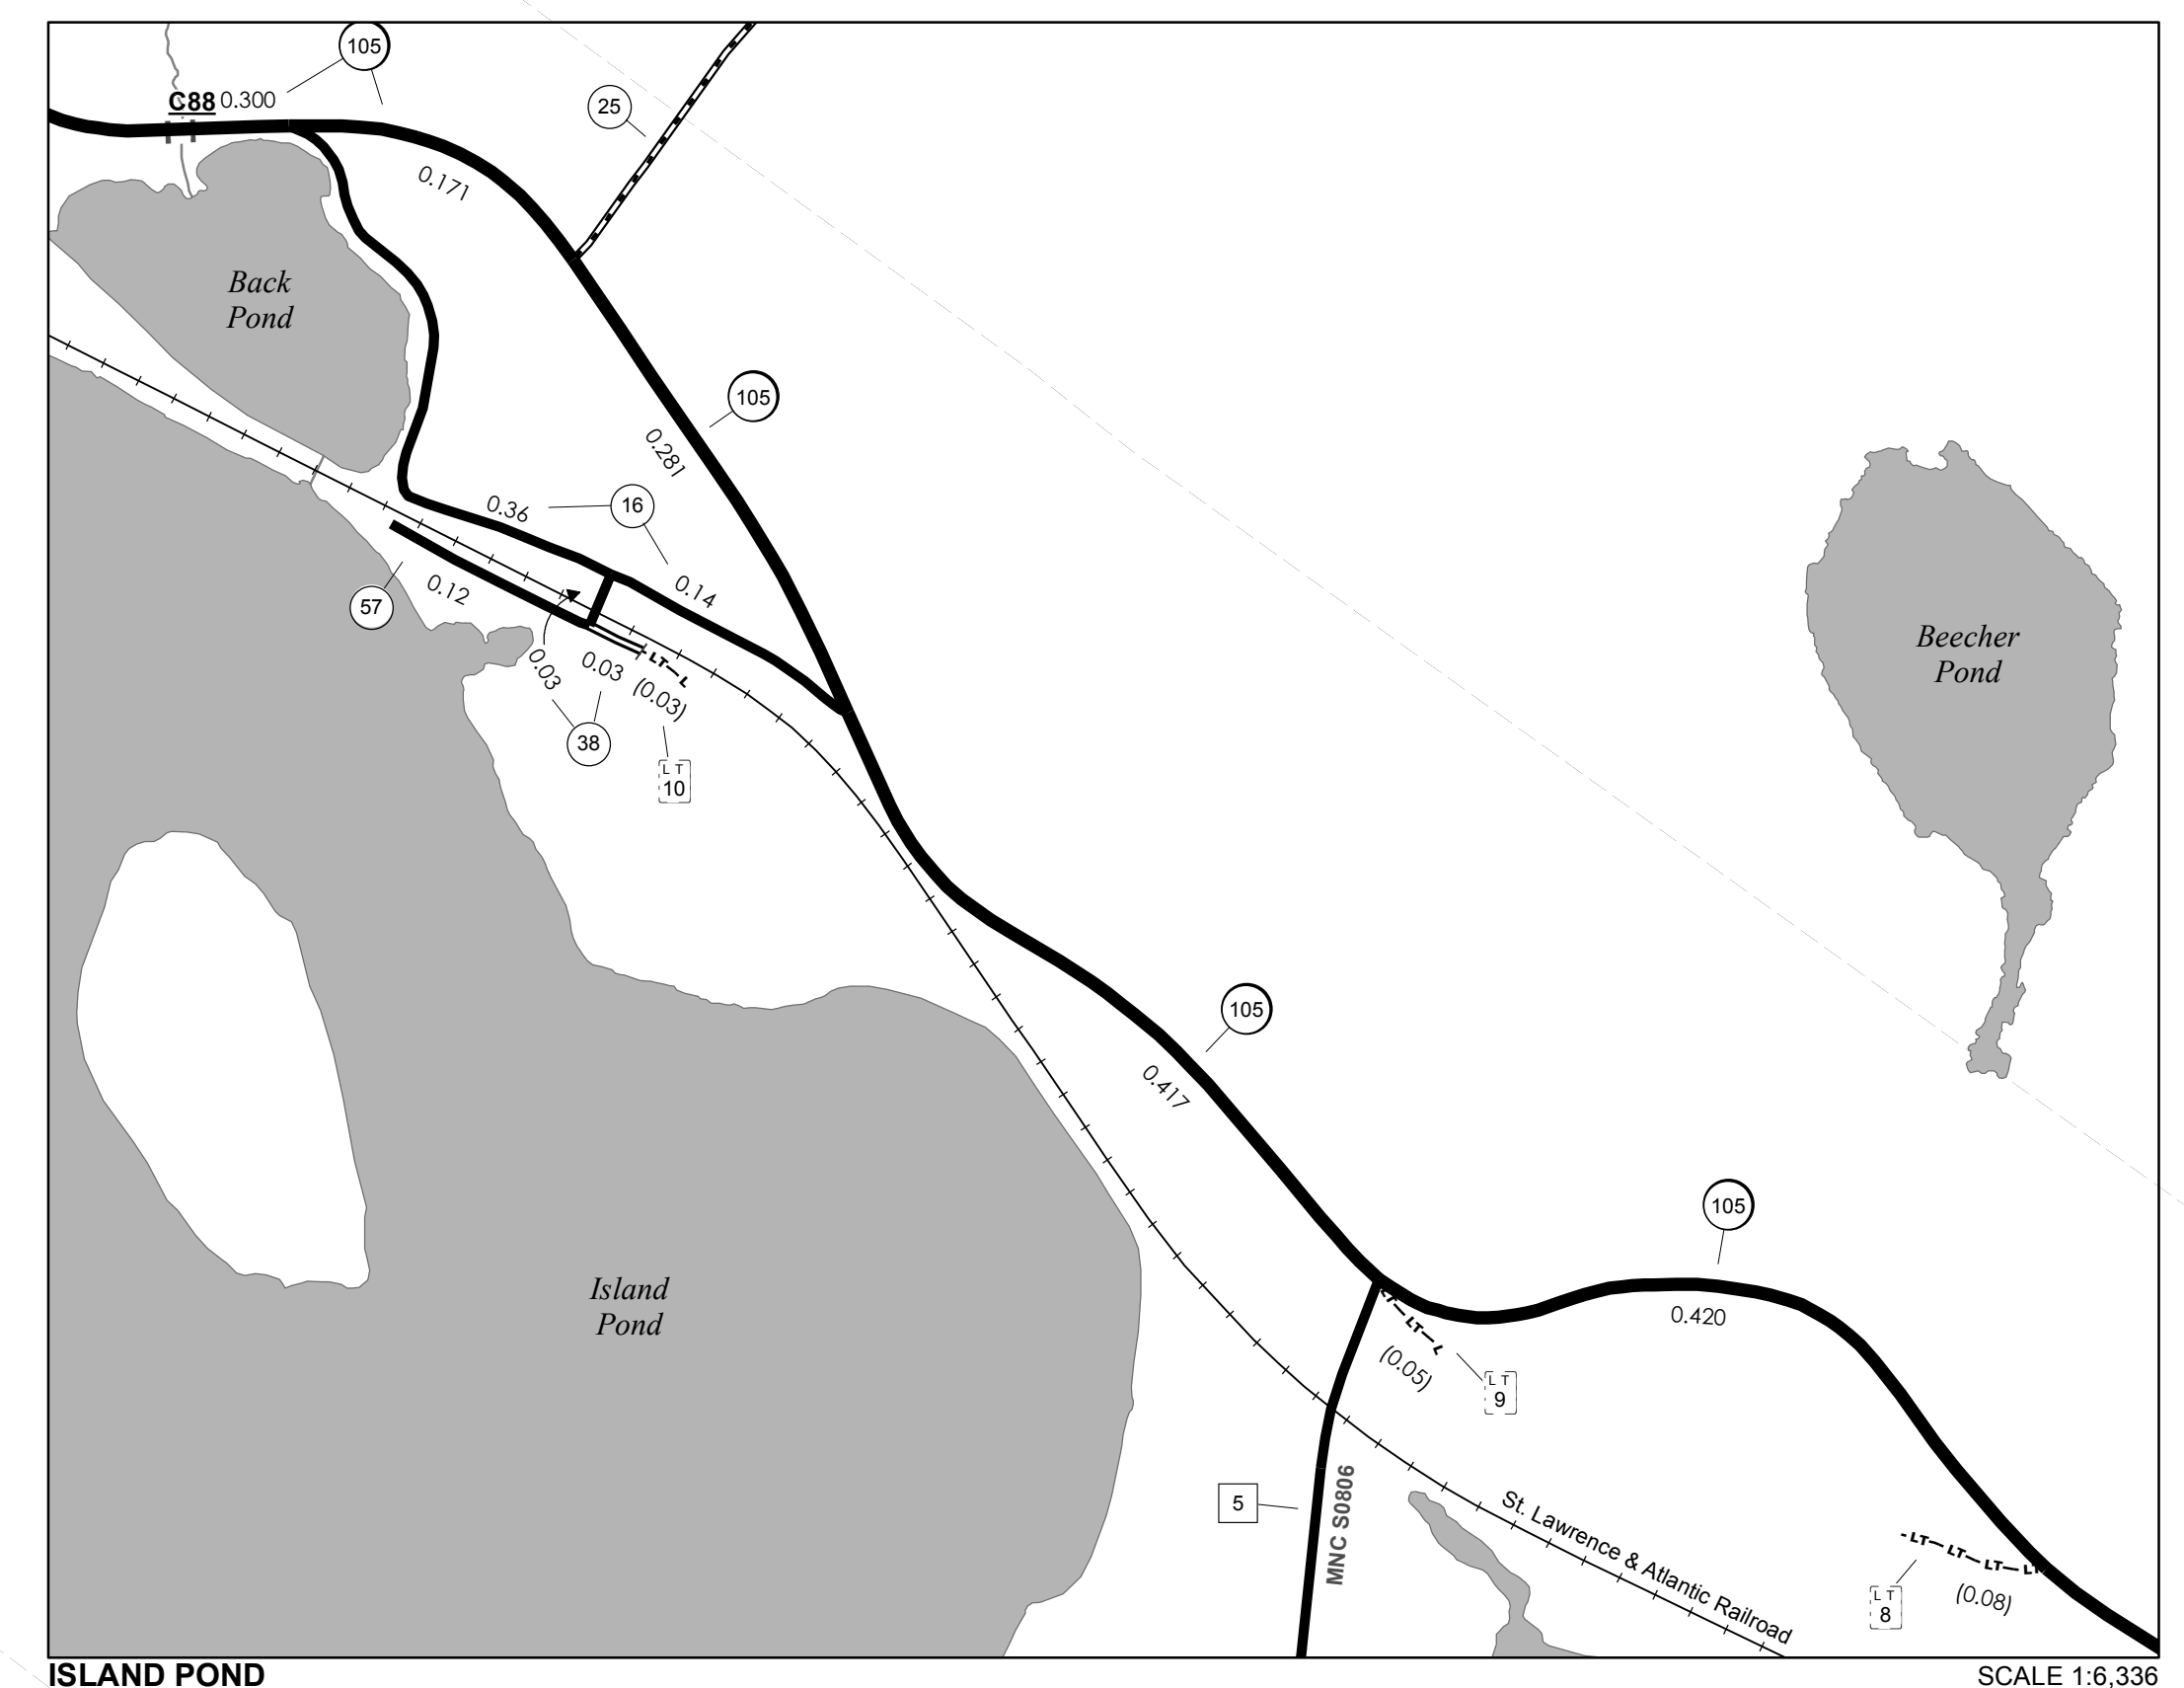 105
C88 0.300
25
0.171
Back
Pond
105
0.281
16
0.36
0.14
57
0.12
0.03
0.03
(0.03)
38
L T
10
LT L
Beecher
Pond
105
0.417
105
0.420
Island
Pond
LT L
(0.05)
L T
9
5
MNC S0806
St. Lawrence & Atlantic Railroad
LT LT LT LT
(0.08)
L T
8
ISLAND POND
SCALE 1:6,336